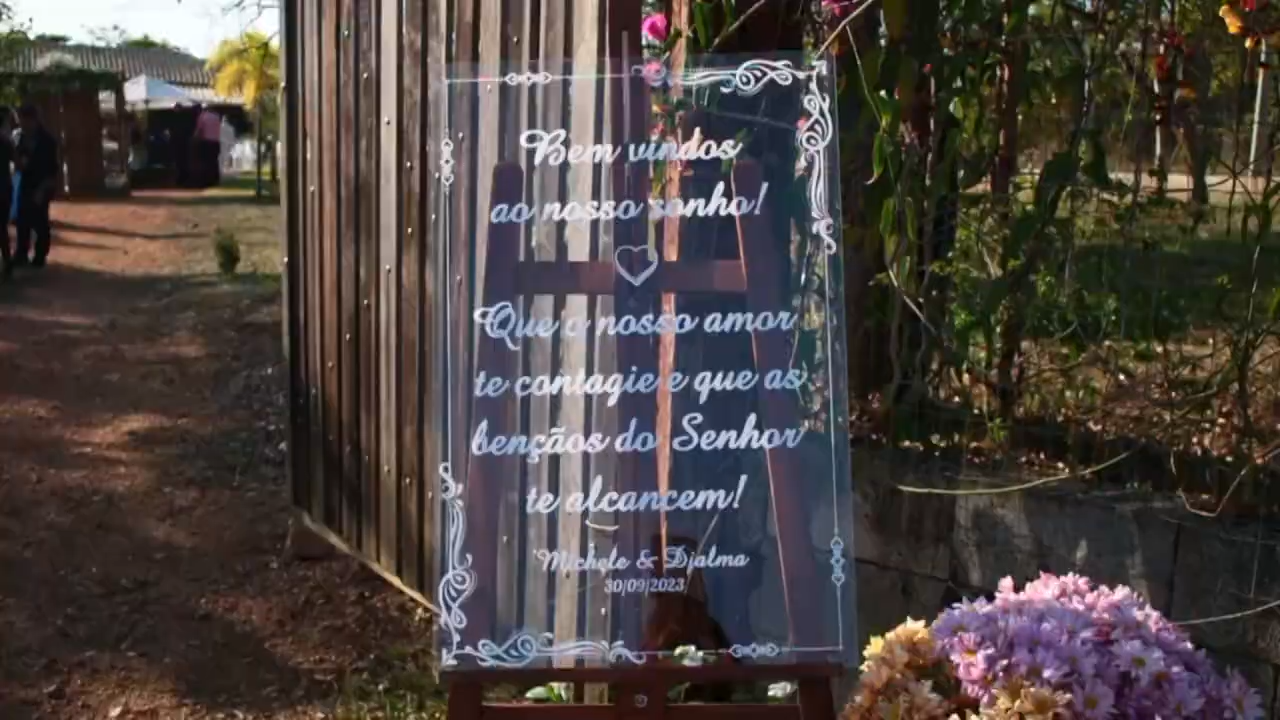 Bem vindos
ao nosso sonho!
Que o nosso amor
te contagie e que as
bençãos do Senhor
te alcancem!
Michele & Djalma
30/09/2023